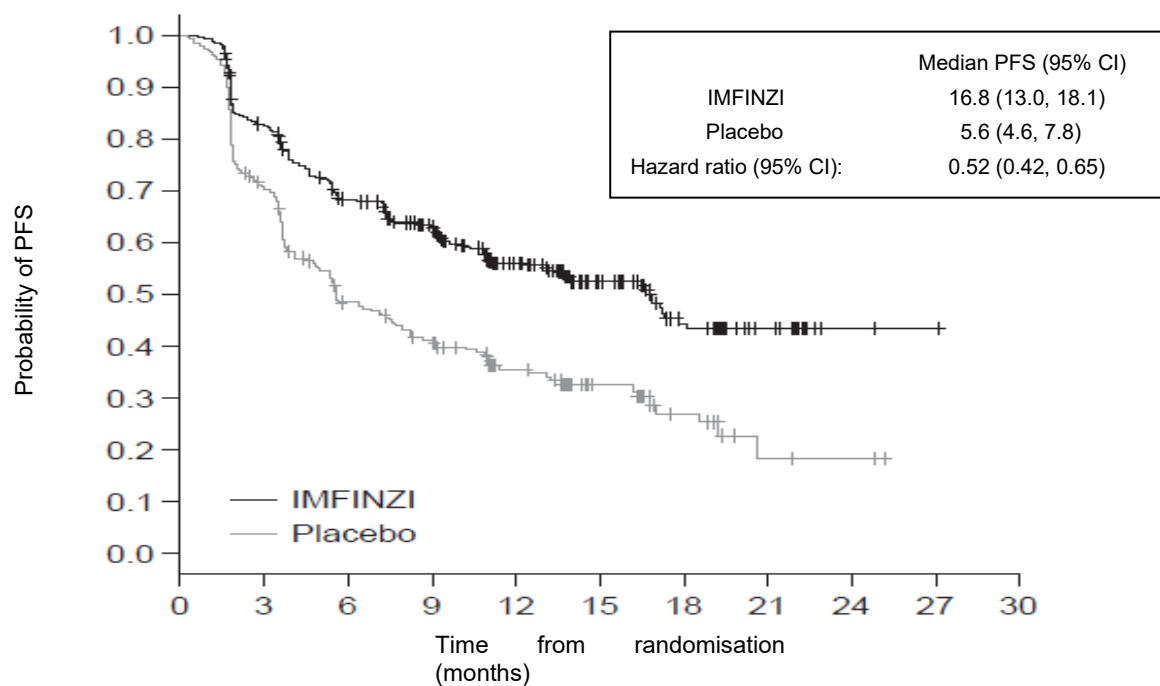 Median PFS (95% CI)
IMFINZI 16.8 (13.0, 18.1)
Placebo 5.6 (4.6, 7.8)
Hazard ratio (95% CI): 0.52 (0.42, 0.65)
Probability of PFS
1.0
0.9
0.8
0.7
0.6
0.5
0.4
0.3
0.2
0.1
0.0
IMFINZI
Placebo
0 3 6 9 12 15 18 21 24 27 30
Time from randomisation
(months)